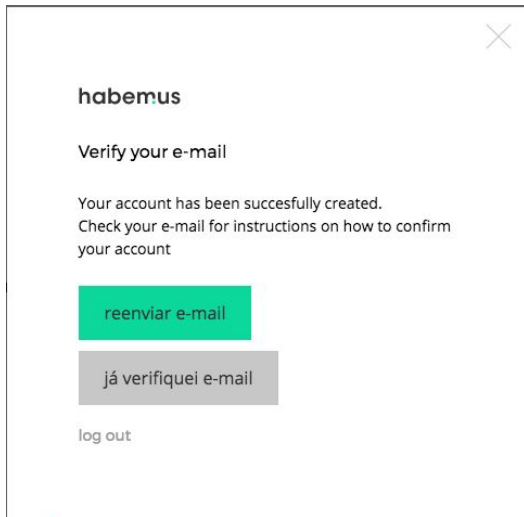 habemus
Verify your e-mail
Your account has been succesfully created.
Check your e-mail for instructions on how to confirm
your account
reenviar e-mail
já verifiquei e-mail
log out